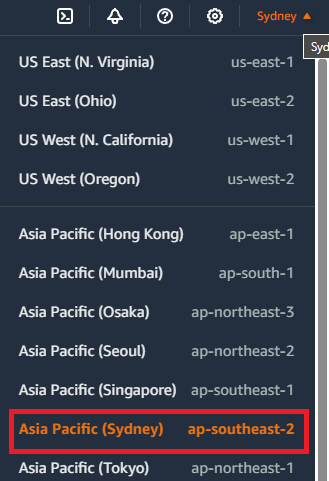 Sydney ▲
Syd
US East (N. Virginia) us-east-1
US East (Ohio) us-east-2
US West (N. California) us-west-1
US West (Oregon) us-west-2
Asia Pacific (Hong Kong) ap-east-1
Asia Pacific (Mumbai) ap-south-1
Asia Pacific (Osaka) ap-northeast-3
Asia Pacific (Seoul) ap-northeast-2
Asia Pacific (Singapore) ap-southeast-1
Asia Pacific (Sydney) ap-southeast-2
Asia Pacific (Tokyo) ap-northeast-1